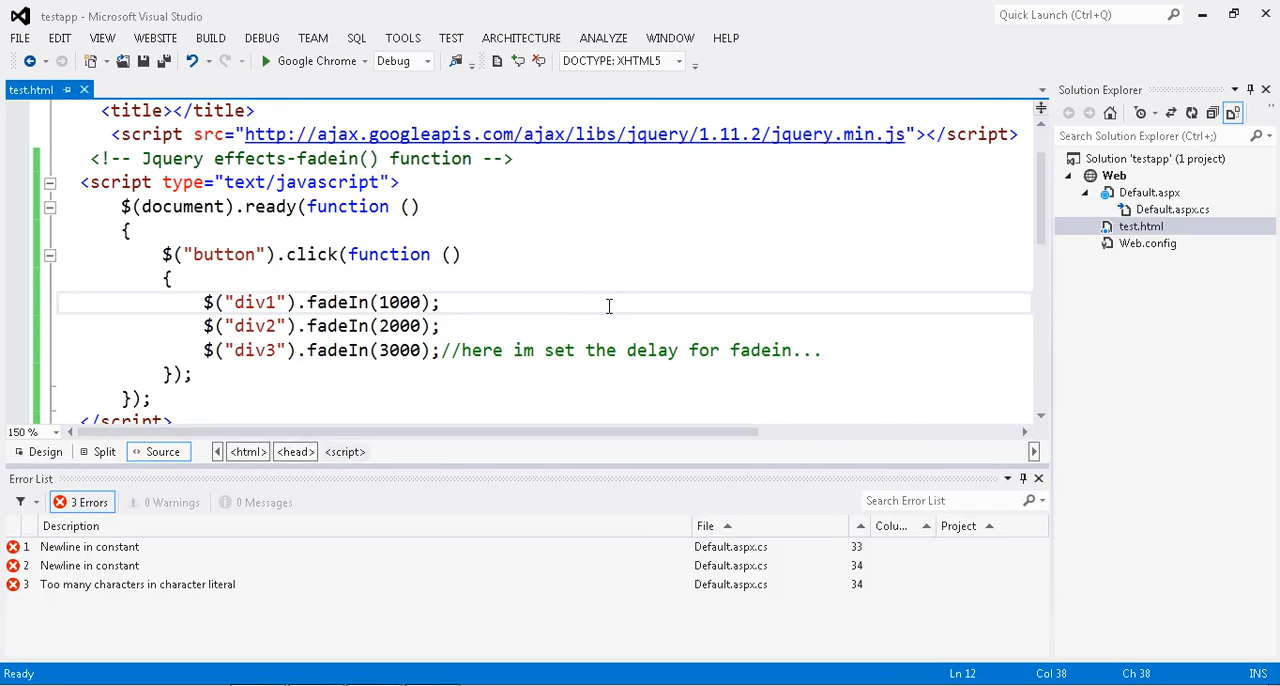 testapp - Microsoft Visual Studio
Quick Launch (Ctrl+Q)
FILE EDIT VIEW WEBSITE BUILD DEBUG TEAM SQL TOOLS TEST ARCHITECTURE ANALYZE WINDOW HELP
Google Chrome Debug DOCTYPE: XHTML5
test.html
<title></title>
<script src="http://ajax.googleapis.com/ajax/libs/jquery/1.11.2/jquery.min.js"></script>
<!-- Jquery effects-fadein() function -->
<script type="text/javascript">
$(document).ready(function ()
{
$("button").click(function ()
{
$("div1").fadeIn(1000);
$("div2").fadeIn(2000);
$("div3").fadeIn(3000);//here im set the delay for fadein...
});
});
</script>
150 %
Design Split Source <html> <head> <script>
Solution Explorer
Search Solution Explorer (Ctrl+;)
Solution 'testapp' (1 project)
Web
Default.aspx
Default.aspx.cs
test.html
Web.config
Error List
3 Errors 0 Warnings 0 Messages Search Error List
Description File Colu... Project
1 Newline in constant Default.aspx.cs 33
2 Newline in constant Default.aspx.cs 34
3 Too many characters in character literal Default.aspx.cs 34
Ready Ln 12 Col 38 Ch 38 INS